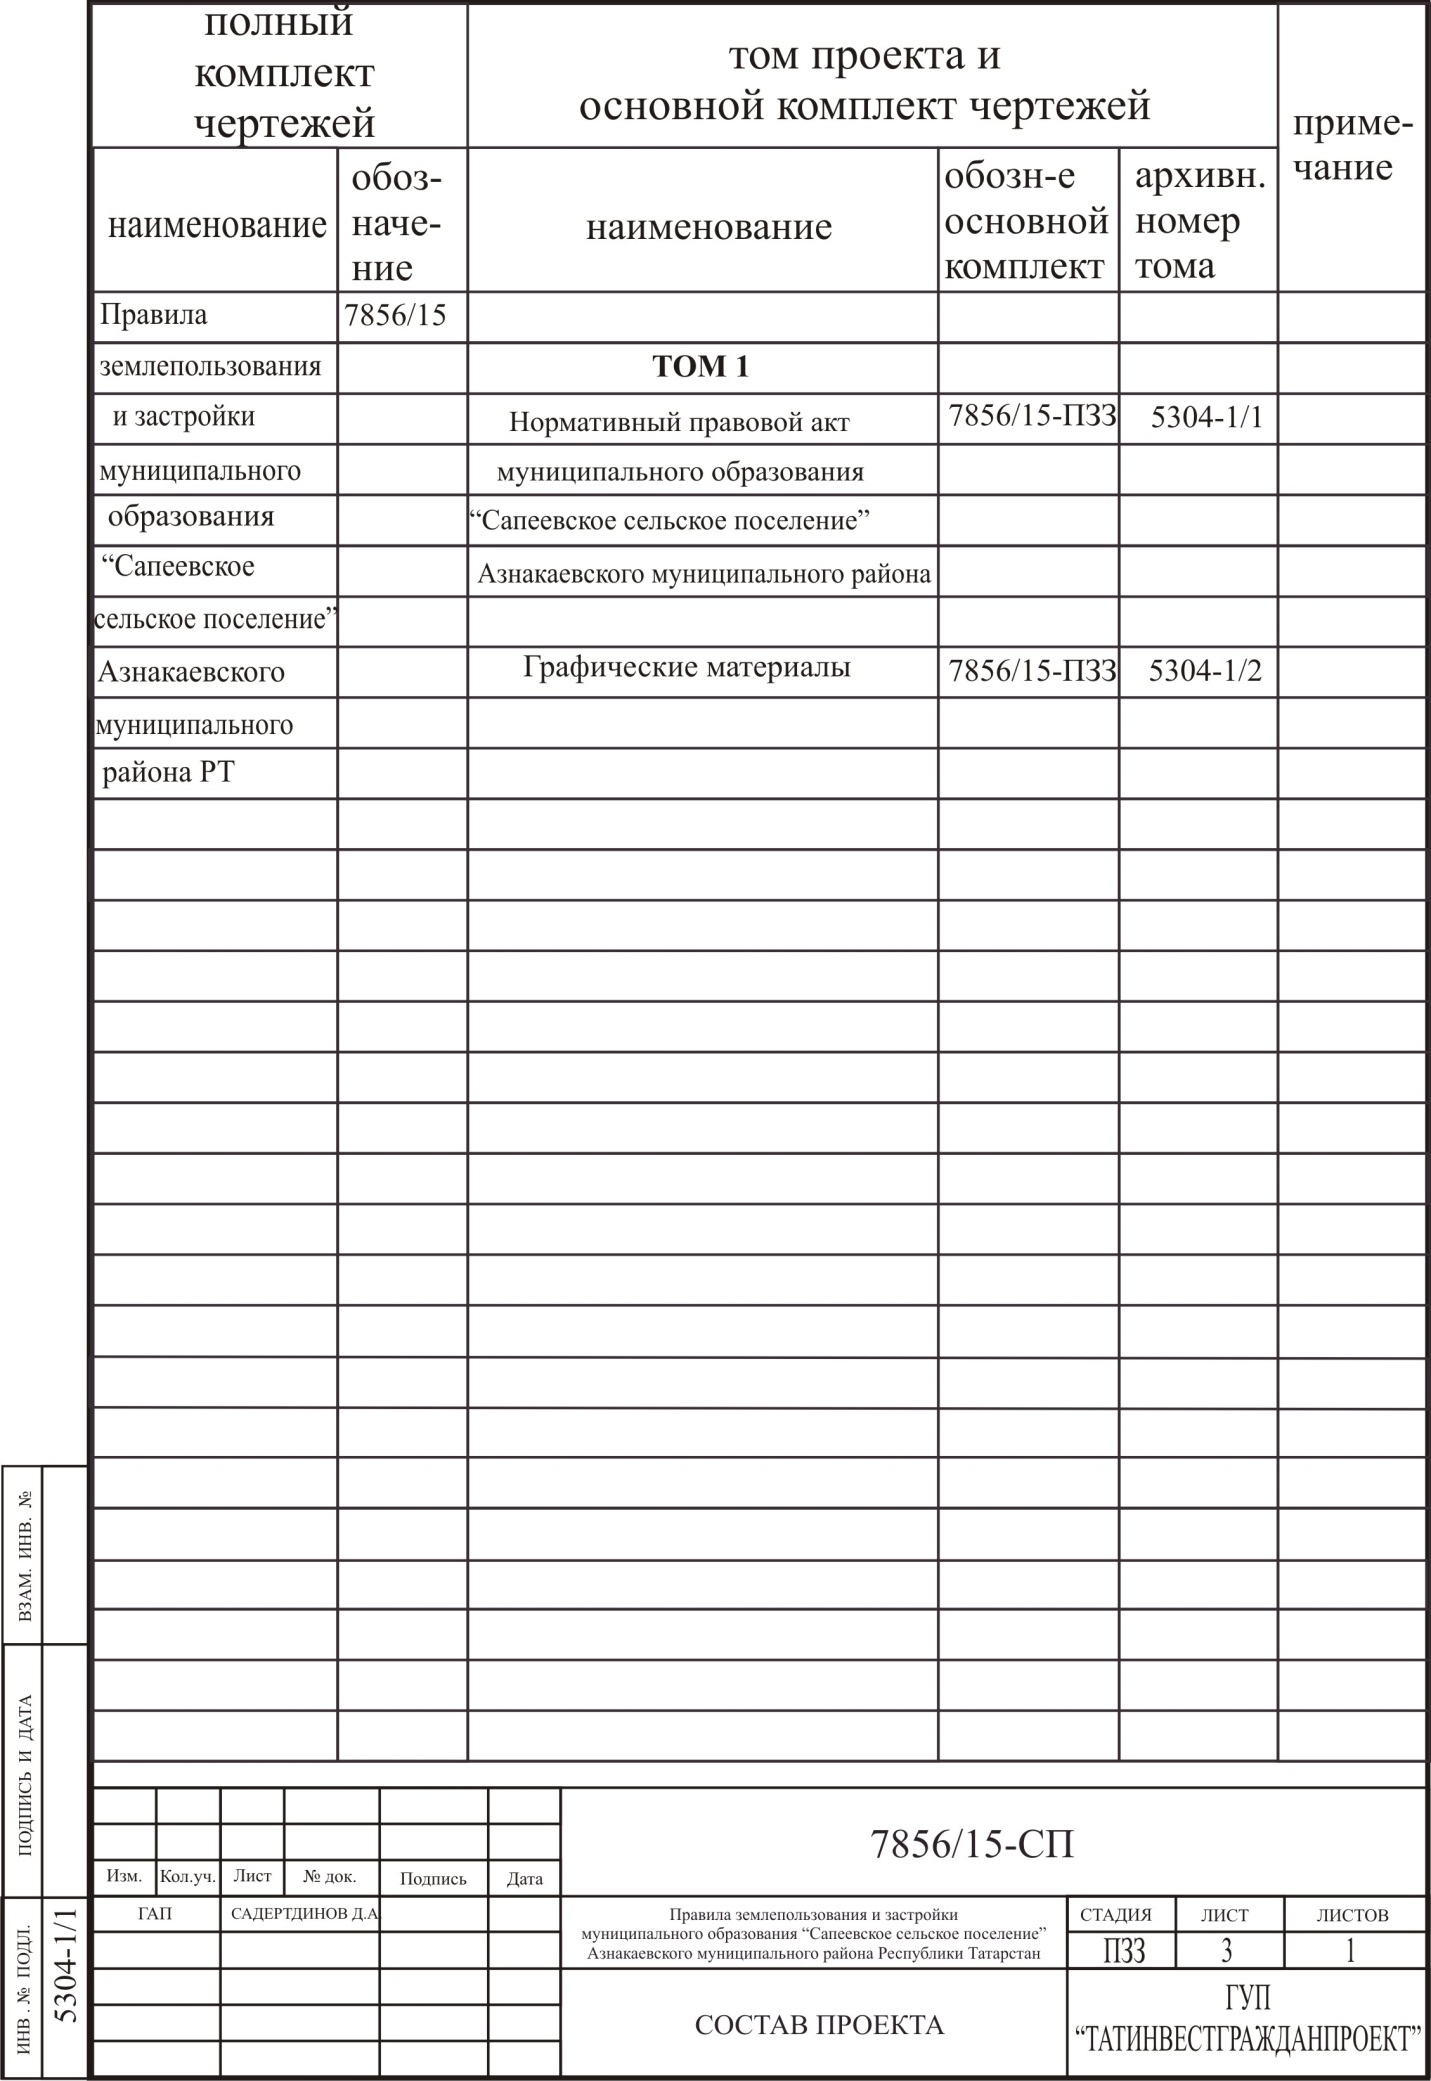 полный
комплект
чертежей
том проекта и
основной комплект чертежей
приме-
чание
наименование
обоз-
наче-
ние
наименование
обозн-е
основной
комплект
архивн.
номер
тома
Правила 7856/15
землепользования ТОМ 1
и застройки Нормативный правовой акт 7856/15-ПЗЗ 5304-1/1
муниципального муниципального образования
образования “Сапеевское сельское поселение”
“Сапеевское Азнакаевского муниципального района
сельское поселение”
Азнакаевского Графические материалы 7856/15-ПЗЗ 5304-1/2
муниципального
района РТ
ВЗАМ. ИНВ. №
ПОДПИСЬ И ДАТА
ИНВ . № ПОДЛ.
5304-1/1
7856/15-СП
Изм. Кол.уч. Лист № док. Подпись Дата
ГАП САДЕРТДИНОВ Д.А.
Правила землепользования и застройки
муниципального образования “Сапеевское сельское поселение”
Азнакаевского муниципального района Республики Татарстан
СТАДИЯ ЛИСТ ЛИСТОВ
ПЗЗ 3 1
СОСТАВ ПРОЕКТА
ГУП
“ТАТИНВЕСТГРАЖДАНПРОЕКТ”